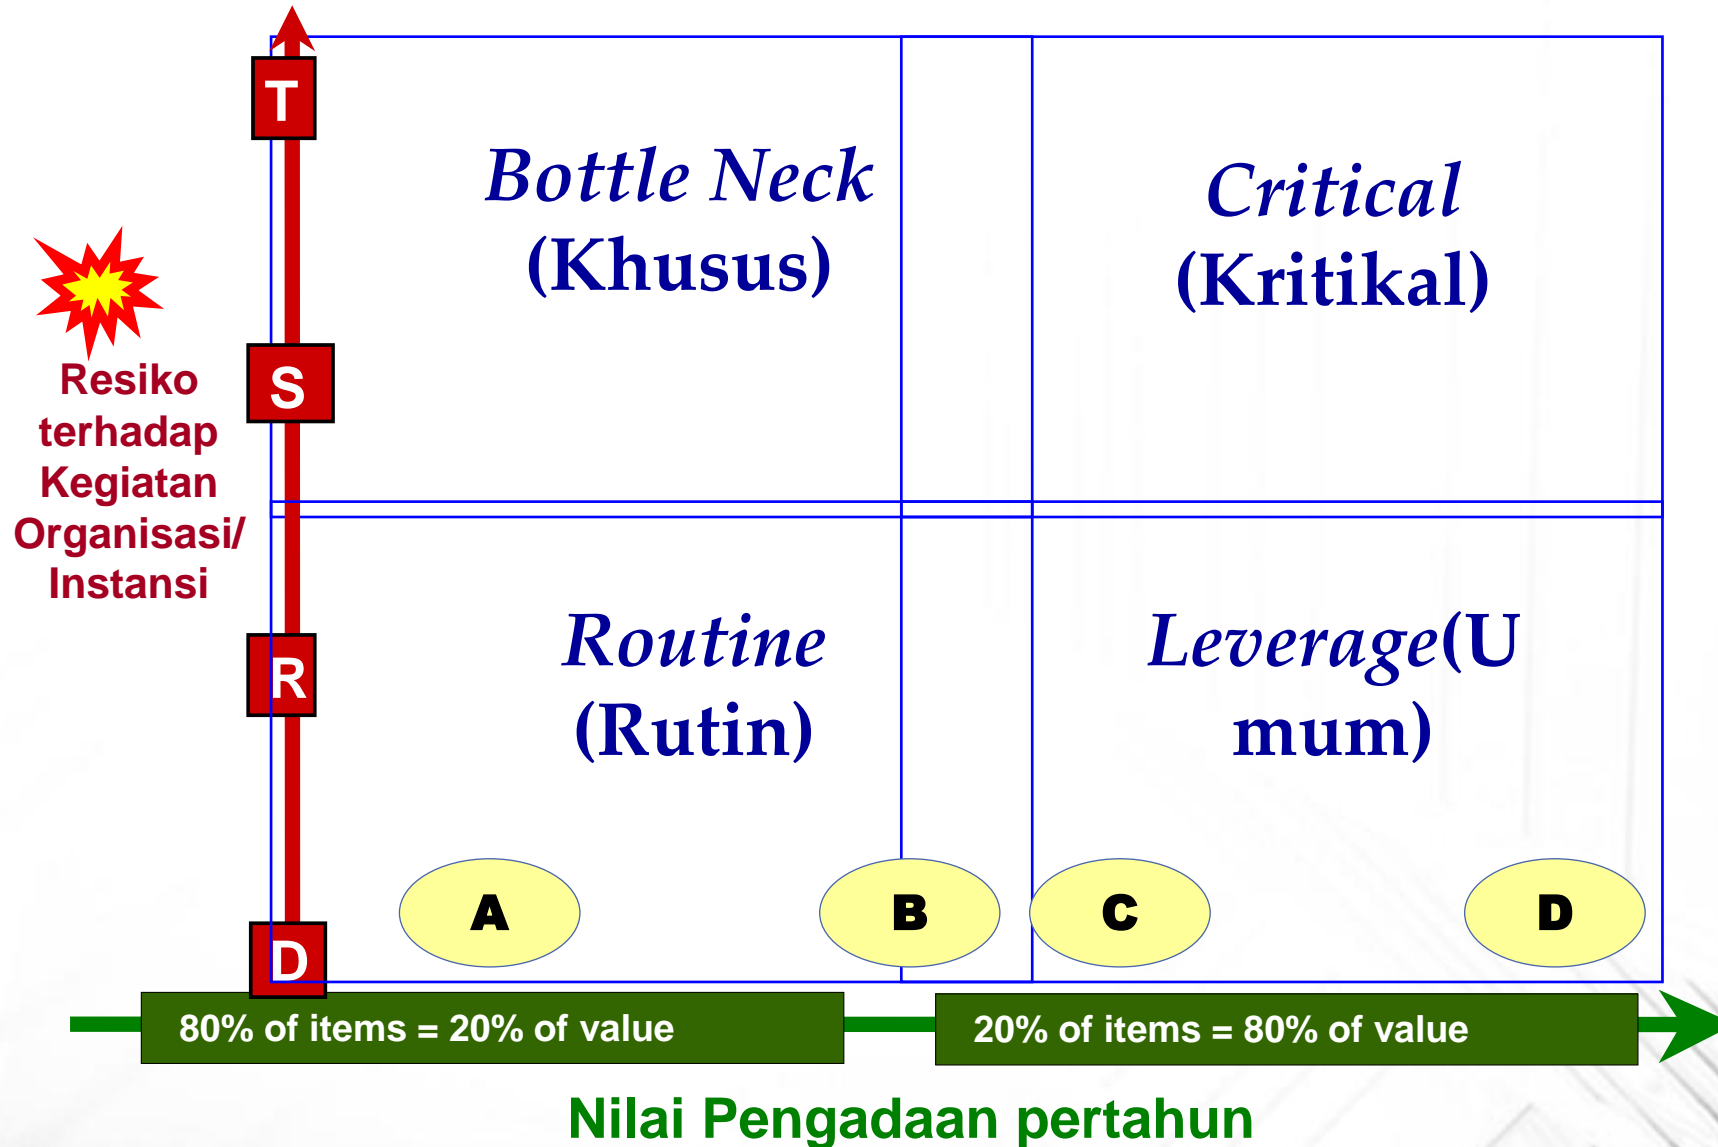 T
Bottle Neck
(Khusus)
Critical
(Kritikal)
S
Resiko
terhadap
Kegiatan
Organisasi/
Instansi
R
Routine
(Rutin)
Leverage(U
mum)
A
B
C
D
D
80% of items = 20% of value
20% of items = 80% of value
Nilai Pengadaan pertahun